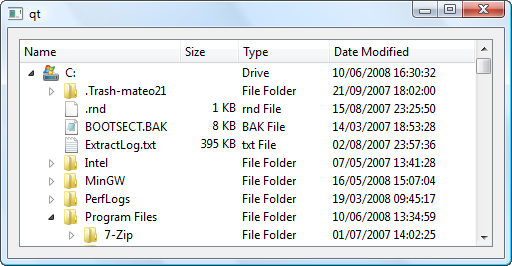 qt
Name Size Type Date Modified
C: Drive 10/06/2008 16:30:32
.Trash-mateo21 File Folder 21/09/2007 18:02:00
.rnd 1 KB rnd File 15/08/2007 23:25:50
BOOTSECT.BAK 8 KB BAK File 14/03/2007 18:53:28
ExtractLog.txt 395 KB txt File 02/08/2007 23:57:36
Intel File Folder 07/05/2007 13:41:28
MinGW File Folder 16/05/2008 15:07:04
PerfLogs File Folder 19/03/2008 09:45:17
Program Files File Folder 10/06/2008 13:34:59
7-Zip File Folder 01/07/2007 14:02:25